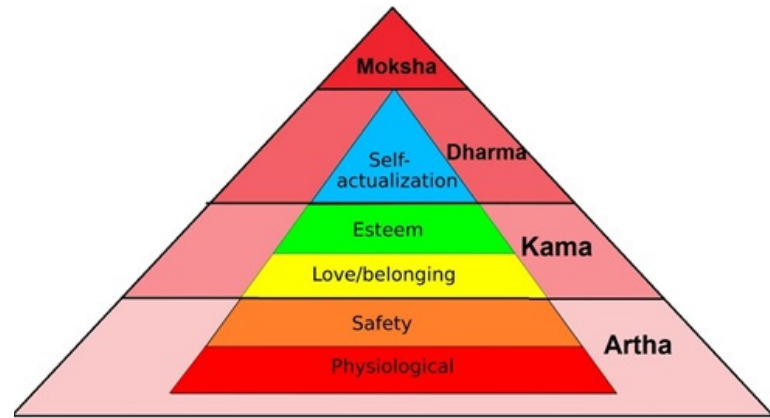 Moksha
Self-
actualization
Dharma
Esteem
Kama
Love/belonging
Safety
Artha
Physiological